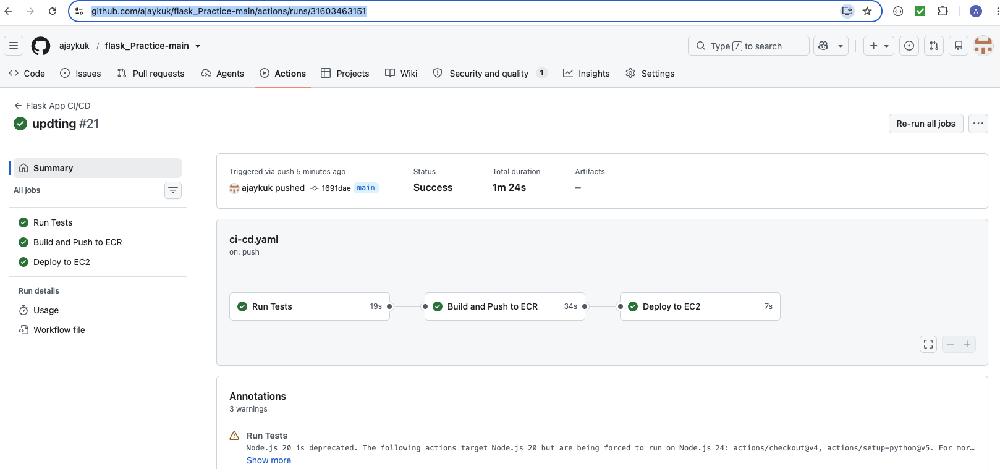 github.com/ajaykuk/flask_Practice-main/actions/runs/31603463151
A
ajaykuk / flask_Practice-main
Type / to search
Code Issues Pull requests Agents Actions Projects Wiki Security and quality 1 Insights Settings
Flask App CI/CD
updting #21
Re-run all jobs
Summary
All jobs
Run Tests
Build and Push to ECR
Deploy to EC2
Run details
Usage
Workflow file
Triggered via push 5 minutes ago
ajaykuk pushed 1691dae main
Status
Success
Total duration
1m 24s
Artifacts
–
ci-cd.yaml
on: push
Run Tests 19s
Build and Push to ECR 34s
Deploy to EC2 7s
Annotations
3 warnings
Run Tests
Node.js 20 is deprecated. The following actions target Node.js 20 but are being forced to run on Node.js 24: actions/checkout@v4, actions/setup-python@v5. For mor…
Show more